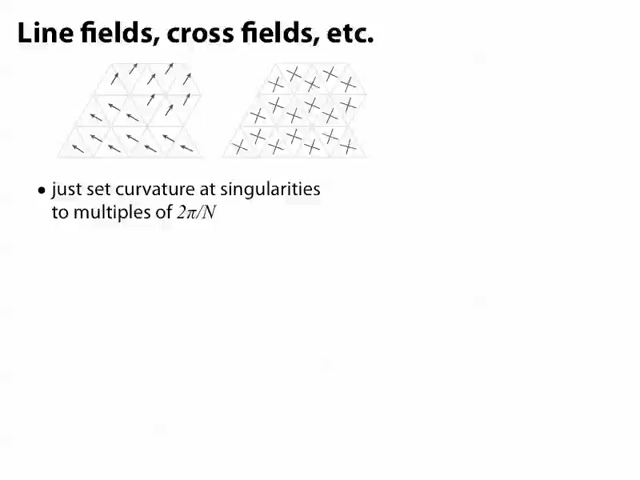 Line fields, cross fields, etc.
• just set curvature at singularities
to multiples of 2π/N